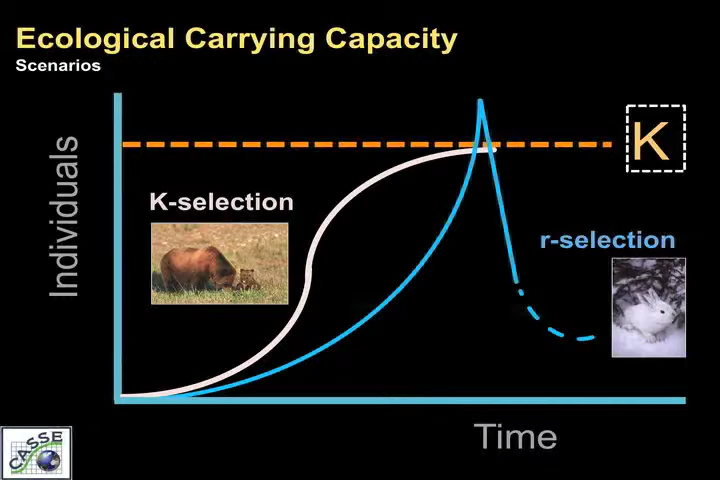 Ecological Carrying Capacity
Scenarios
Individuals
K
K-selection
r-selection
Time
CASSE